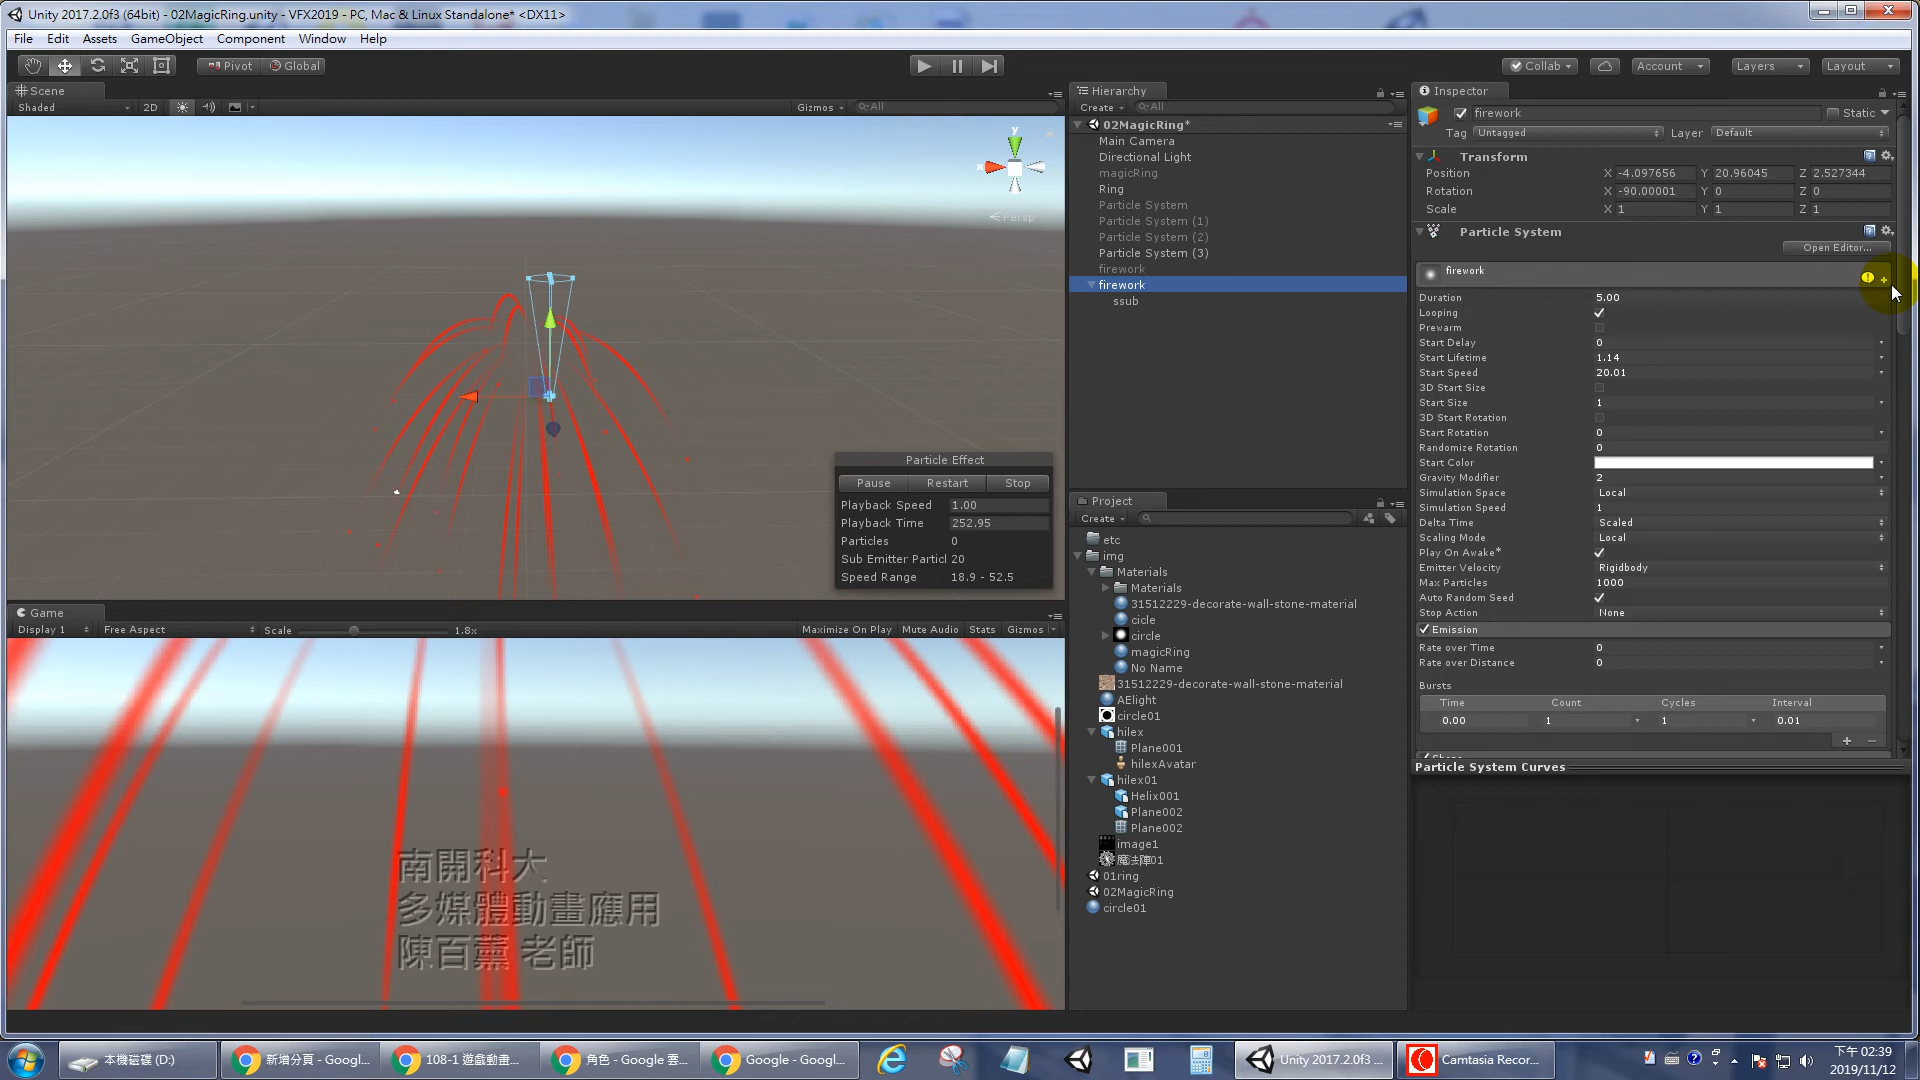 Unity 2017.2.0f3 (64bit) - 02MagicRing.unity - VFX2019 - PC, Mac & Linux Standalone* <DX11>
File Edit Assets GameObject Component Window Help
Pivot Global Collab Account Layers Layout
Scene
Shaded 2D Gizmos All
y
x
Persp
Particle Effect
Pause Restart Stop
Playback Speed 1.00
Playback Time 252.95
Particles 0
Sub Emitter Particl 20
Speed Range 18.9 - 52.5
Game
Display 1 Free Aspect Scale 1.8x Maximize On Play Mute Audio Stats Gizmos
南開科大
多媒體動畫應用
陳百薰 老師
Hierarchy
Create All
02MagicRing*
Main Camera
Directional Light
magicRing
Ring
Particle System
Particle System (1)
Particle System (2)
Particle System (3)
firework
firework
ssub
Project
Create
etc
img
Materials
Materials
31512229-decorate-wall-stone-material
cicle
circle
magicRing
No Name
31512229-decorate-wall-stone-material
AElight
circle01
hilex
Plane001
hilexAvatar
hilex01
Helix001
Plane002
Plane002
image1
魔法陣01
01ring
02MagicRing
circle01
Inspector
firework Static
Tag Untagged Layer Default
Transform
Position X -4.097656 Y 20.96045 Z 2.527344
Rotation X -90.00001 Y 0 Z 0
Scale X 1 Y 1 Z 1
Particle System
Open Editor...
firework
Duration 5.00
Looping
Prewarm
Start Delay 0
Start Lifetime 1.14
Start Speed 20.01
3D Start Size
Start Size 1
3D Start Rotation
Start Rotation 0
Randomize Rotation 0
Start Color
Gravity Modifier 2
Simulation Space Local
Simulation Speed 1
Delta Time Scaled
Scaling Mode Local
Play On Awake*
Emitter Velocity Rigidbody
Max Particles 1000
Auto Random Seed
Stop Action None
Emission
Rate over Time 0
Rate over Distance 0
Bursts
Time Count Cycles Interval
0.00 1 1 0.01
Particle System Curves
本機磁碟 (D:) 新增分頁 - Googl... 108-1 遊戲動畫... 角色 - Google 雲... Google - Googl... Unity 2017.2.0f3 ... Camtasia Recor...
下午 02:39
2019/11/12